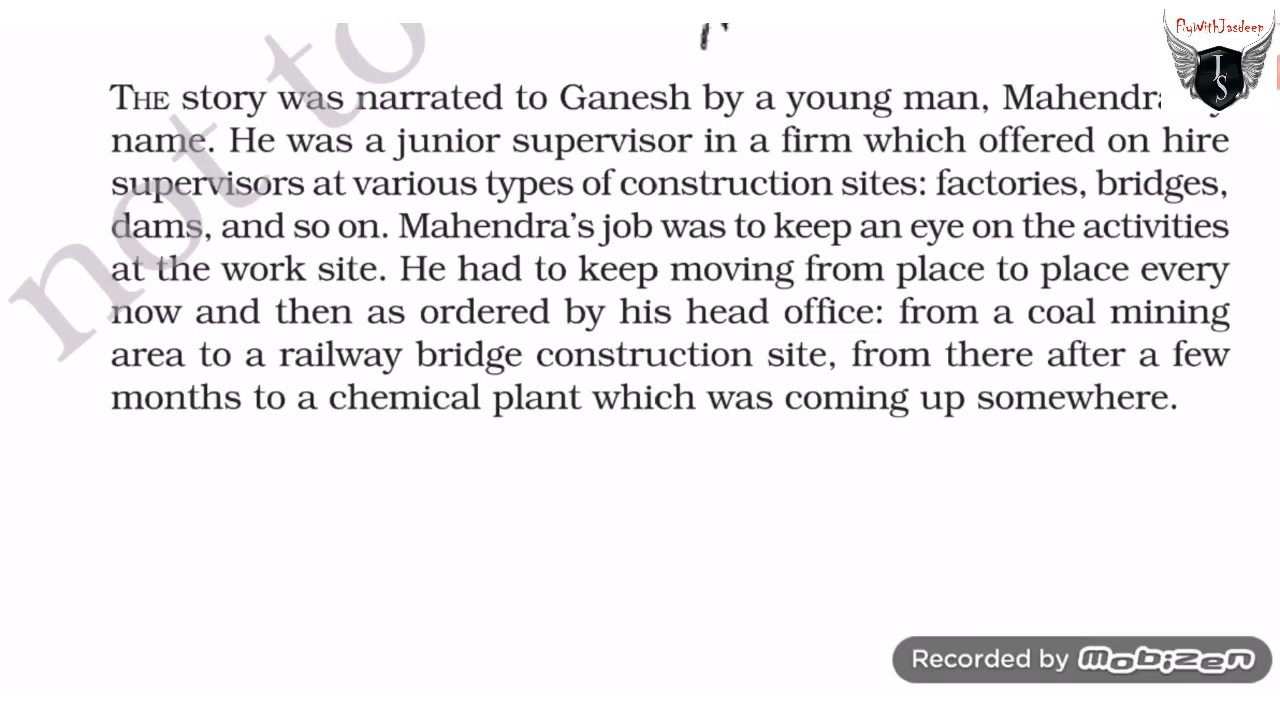 FlyWithJasdeep
JS
not to
THE story was narrated to Ganesh by a young man, Mahendra
name. He was a junior supervisor in a firm which offered on hire
supervisors at various types of construction sites: factories, bridges,
dams, and so on. Mahendra's job was to keep an eye on the activities
at the work site. He had to keep moving from place to place every
now and then as ordered by his head office: from a coal mining
area to a railway bridge construction site, from there after a few
months to a chemical plant which was coming up somewhere.
Recorded by Mobizen